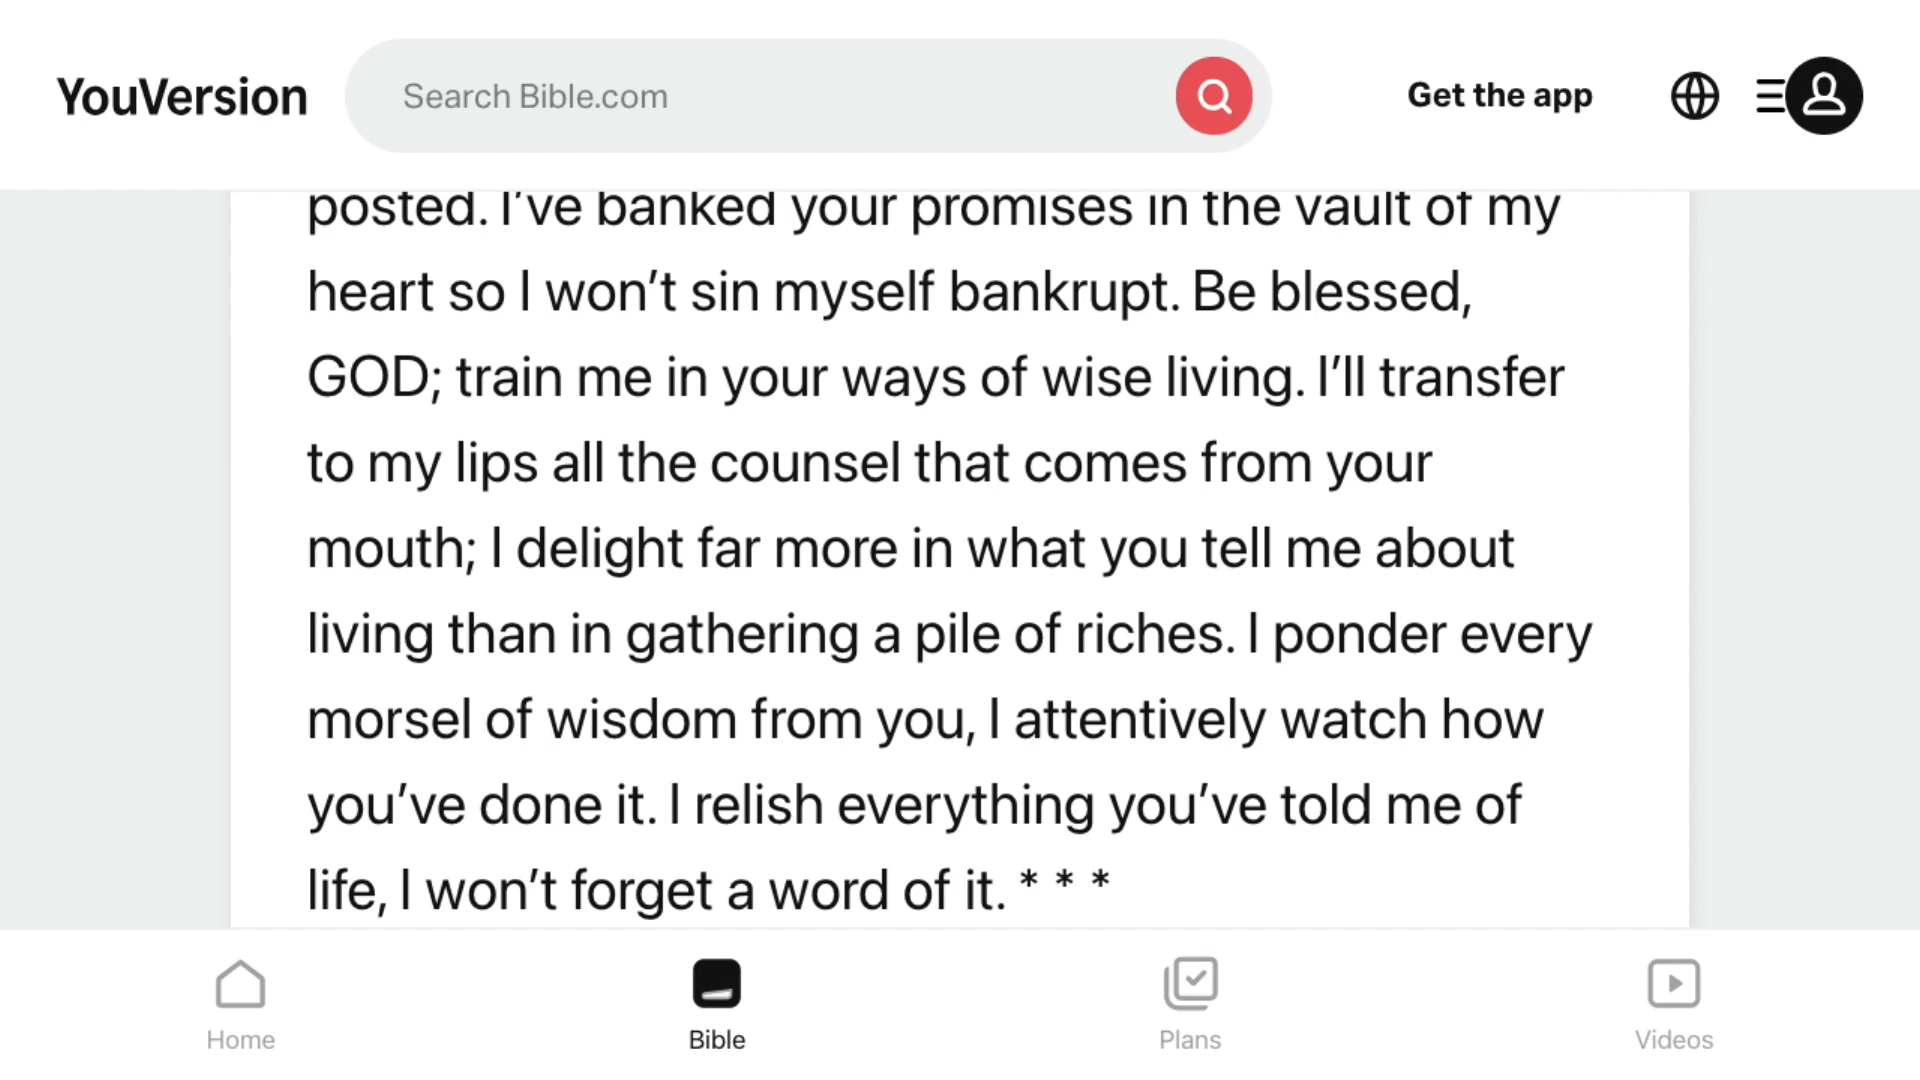 YouVersion
Search Bible.com
Get the app
posted. I’ve banked your promises in the vault of my
heart so I won’t sin myself bankrupt. Be blessed,
GOD; train me in your ways of wise living. I’ll transfer
to my lips all the counsel that comes from your
mouth; I delight far more in what you tell me about
living than in gathering a pile of riches. I ponder every
morsel of wisdom from you, I attentively watch how
you’ve done it. I relish everything you’ve told me of
life, I won’t forget a word of it. * * *
Home
Bible
Plans
Videos